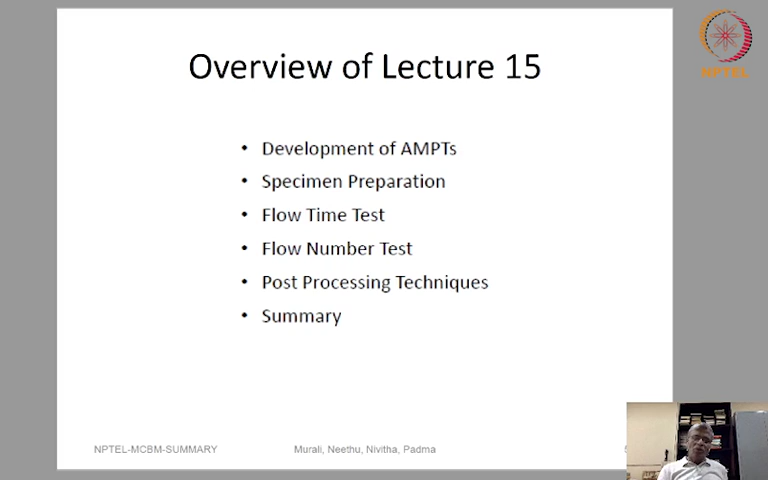 Overview of Lecture 15
NPTEL
• Development of AMPTs
• Specimen Preparation
• Flow Time Test
• Flow Number Test
• Post Processing Techniques
• Summary
NPTEL-MCBM-SUMMARY
Murali, Neethu, Nivitha, Padma